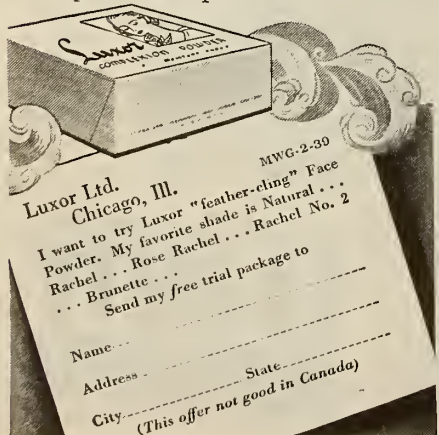 Luxor
COMPLEXION POWDER
MWG-2-39
Luxor Ltd.
Chicago, Ill.
I want to try Luxor "feather-cling" Face
Powder. My favorite shade is Natural . . .
Rachel . . . Rose Rachel . . . Rachel No. 2
. . . Brunette . . .
Send my free trial package to
Name
Address
City State
(This offer not good in Canada)